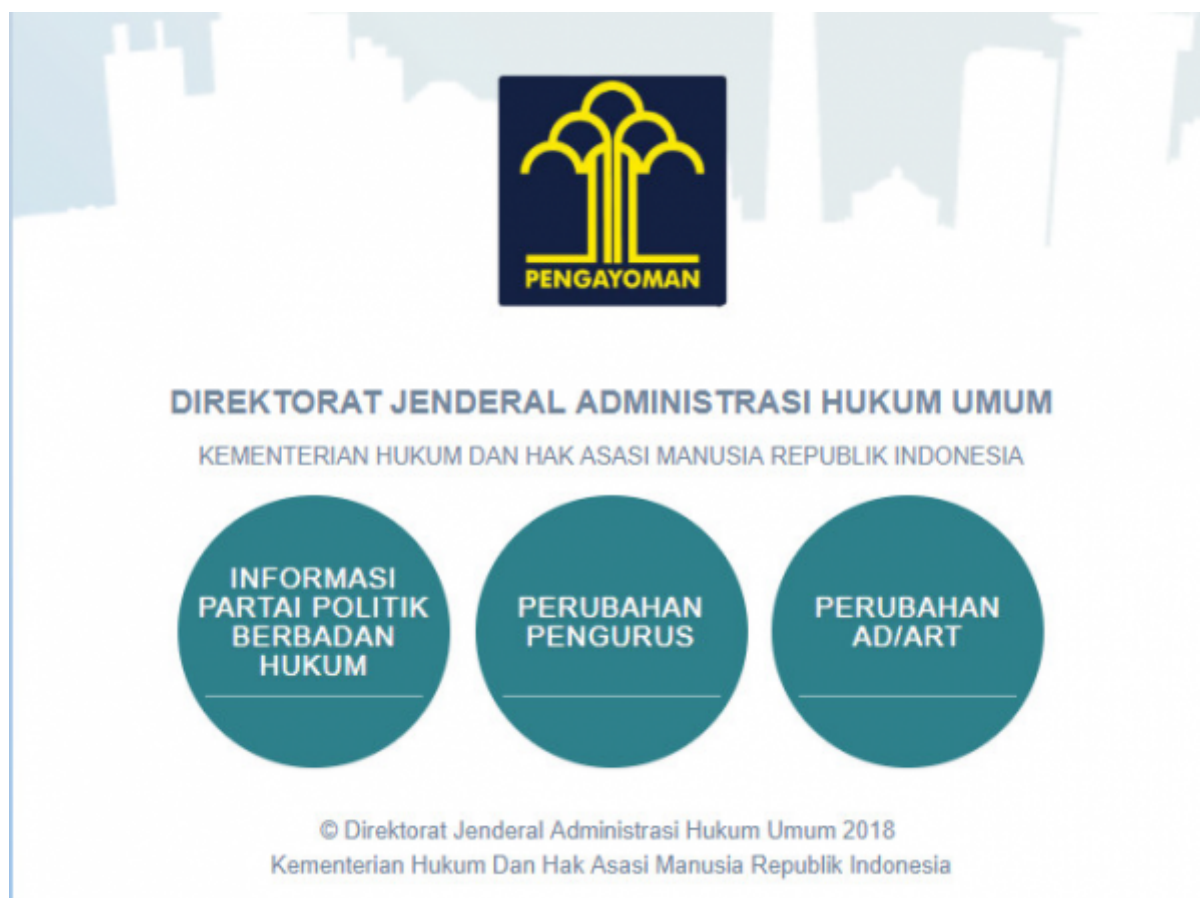 PENGAYOMAN
DIREKTORAT JENDERAL ADMINISTRASI HUKUM UMUM
KEMENTERIAN HUKUM DAN HAK ASASI MANUSIA REPUBLIK INDONESIA
INFORMASI
PARTAI POLITIK
BERBADAN
HUKUM
PERUBAHAN
PENGURUS
PERUBAHAN
AD/ART
© Direktorat Jenderal Administrasi Hukum Umum 2018
Kementerian Hukum Dan Hak Asasi Manusia Republik Indonesia